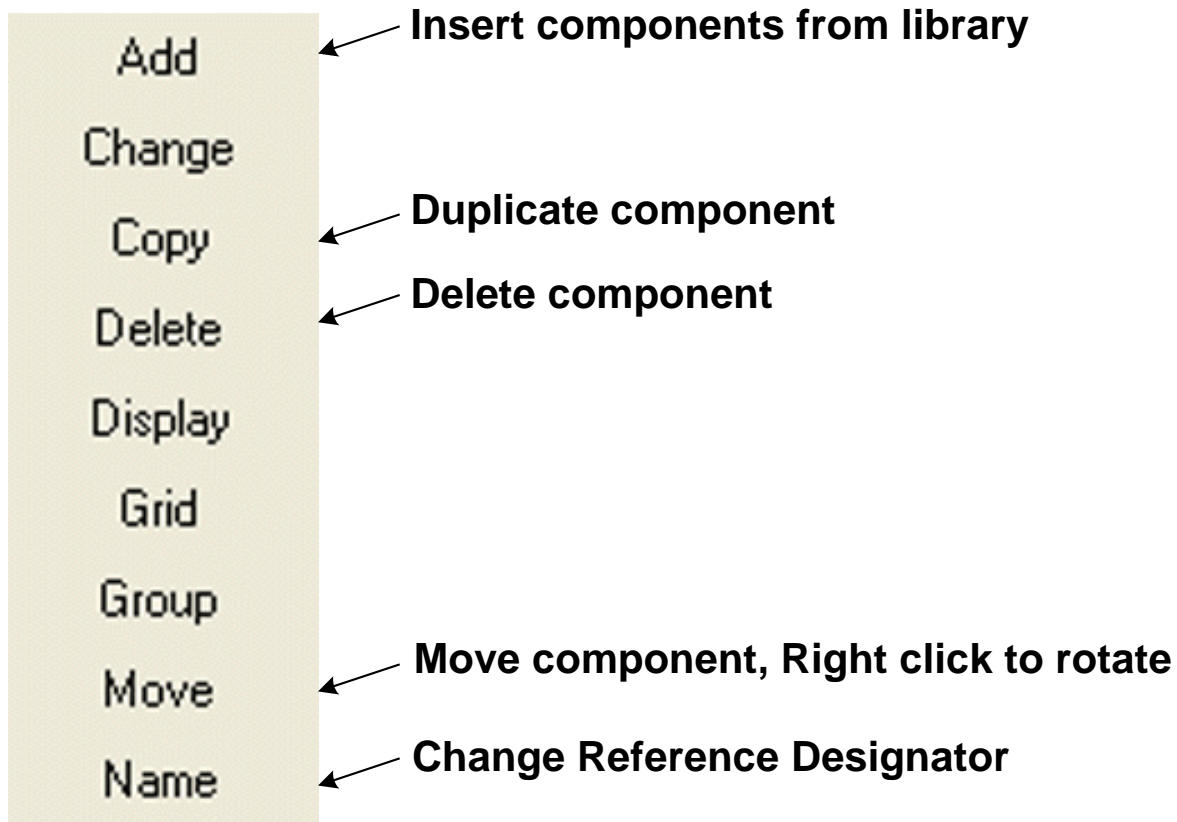 Insert components from library
Add
Change
Duplicate component
Copy
Delete component
Delete
Display
Grid
Group
Move component, Right click to rotate
Move
Change Reference Designator
Name